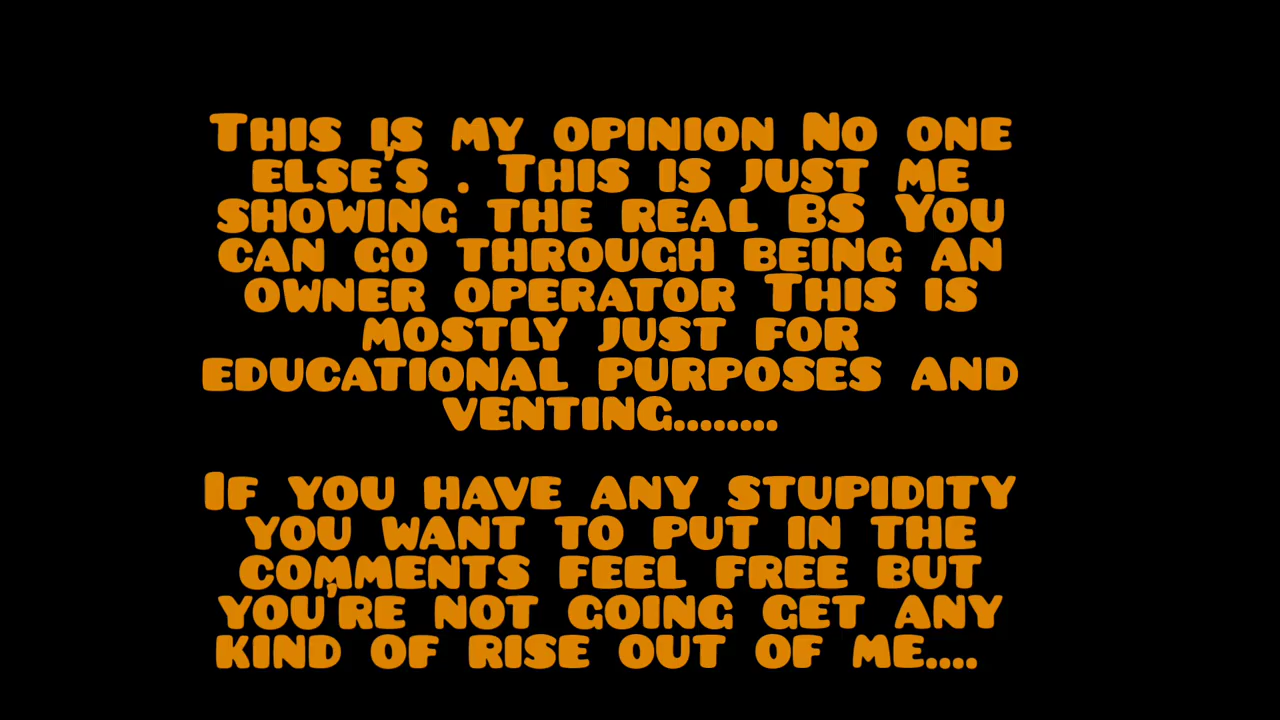 This is my opinion No one
else's . This is just me
showing the real BS You
can go through being an
owner operator This is
mostly just for
educational purposes and
venting........
If you have any stupidity
you want to put in the
comments feel free but
you're not going get any
kind of rise out of me....